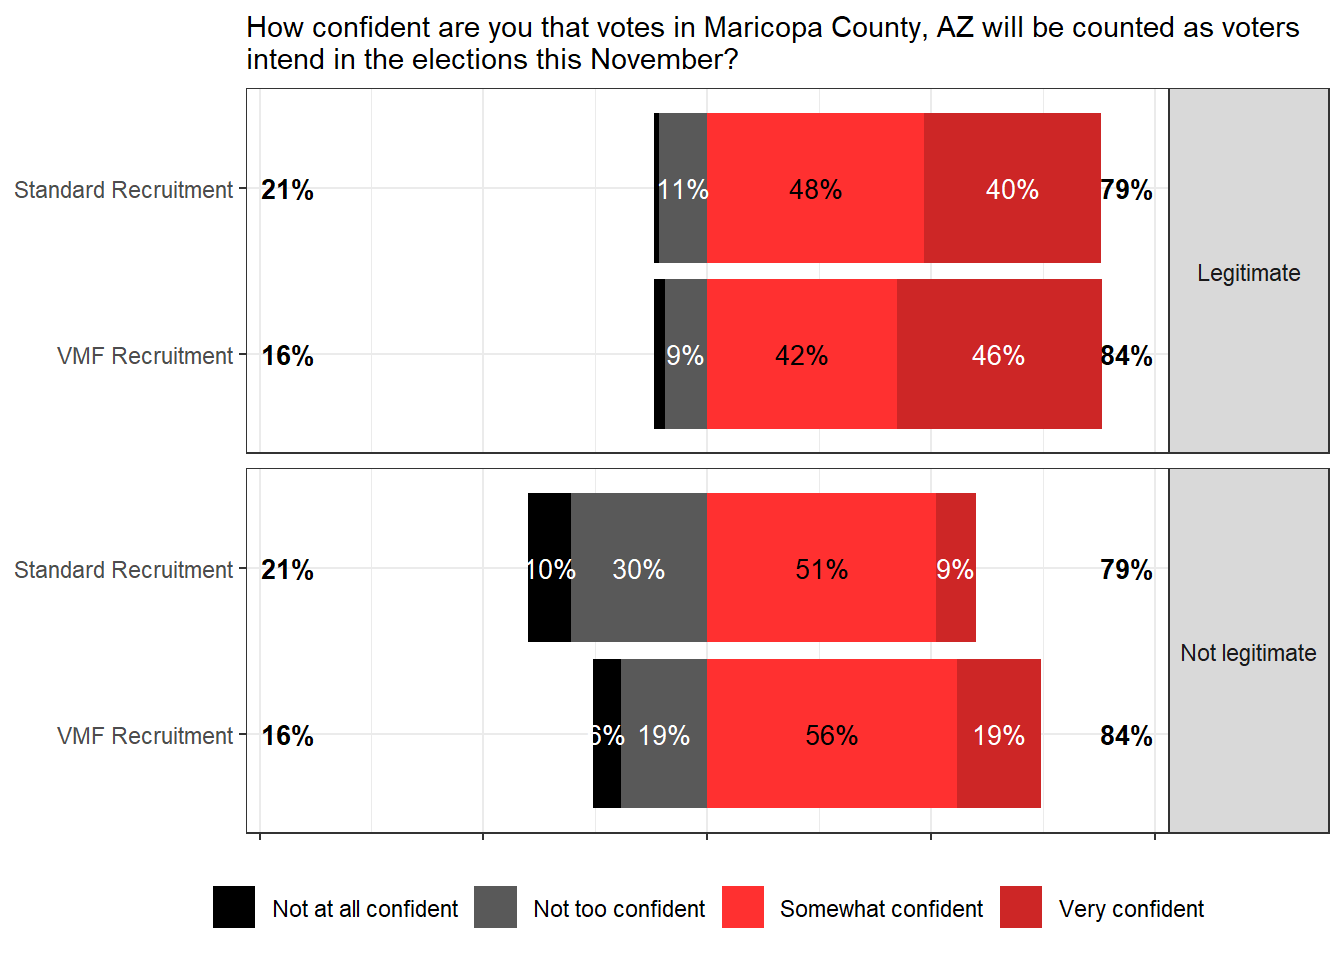 How confident are you that votes in Maricopa County, AZ will be counted as voters
intend in the elections this November?
Standard Recruitment 21% 11% 48% 40% 79%
Legitimate
VMF Recruitment 16% 9% 42% 46% 84%
Standard Recruitment 21% 10% 30% 51% 9% 79%
Not legitimate
VMF Recruitment 16% 6% 19% 56% 19% 84%
Not at all confident Not too confident Somewhat confident Very confident